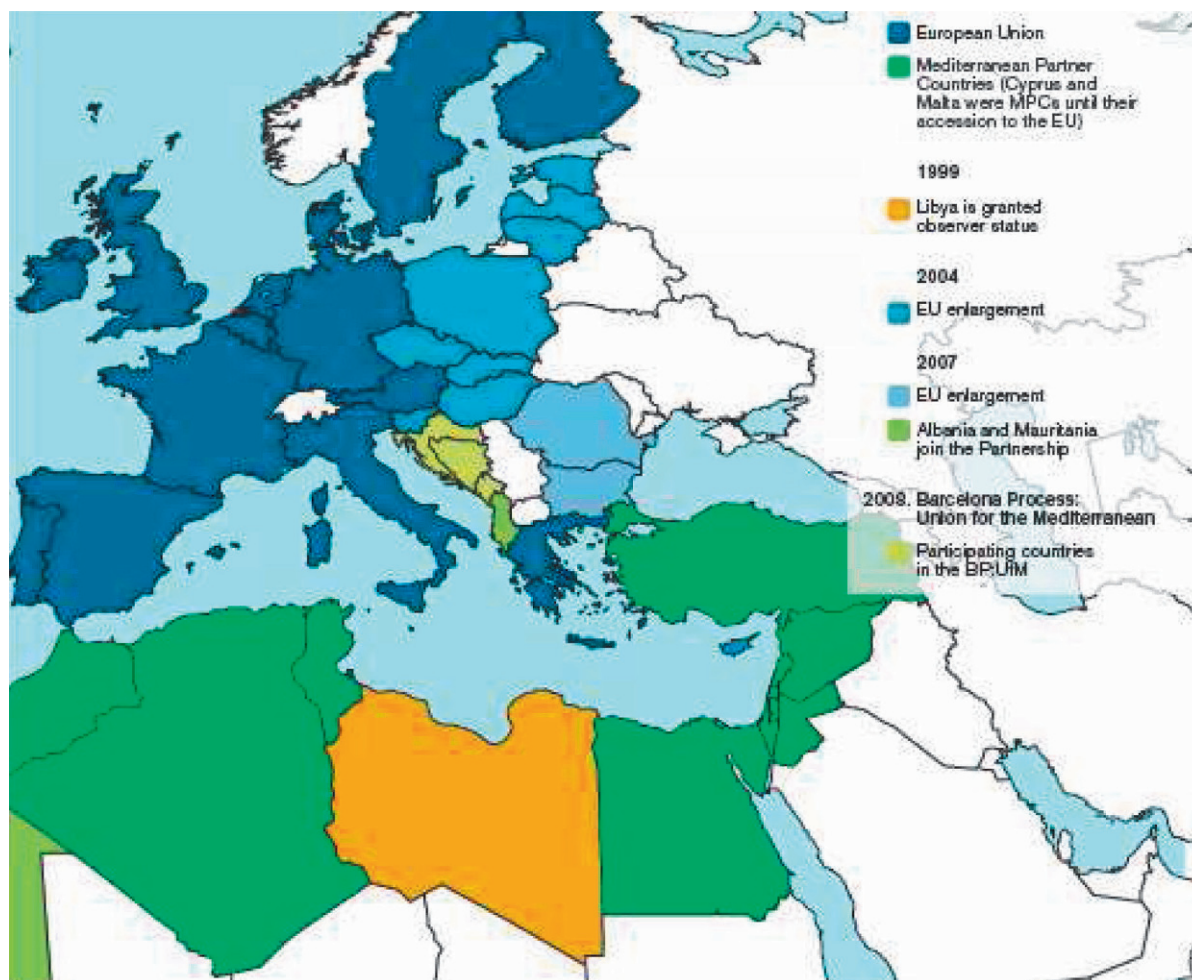 European Union
Mediterranean Partner
Countries (Cyprus and
Malta were MPCs until their
accession to the EU)
1999
Libya is granted
observer status
2004
EU enlargement
2007
EU enlargement
Albania and Mauritania
join the Partnership
2008. Barcelona Process:
Union for the Mediterranean
Participating countries
in the BP:UfM